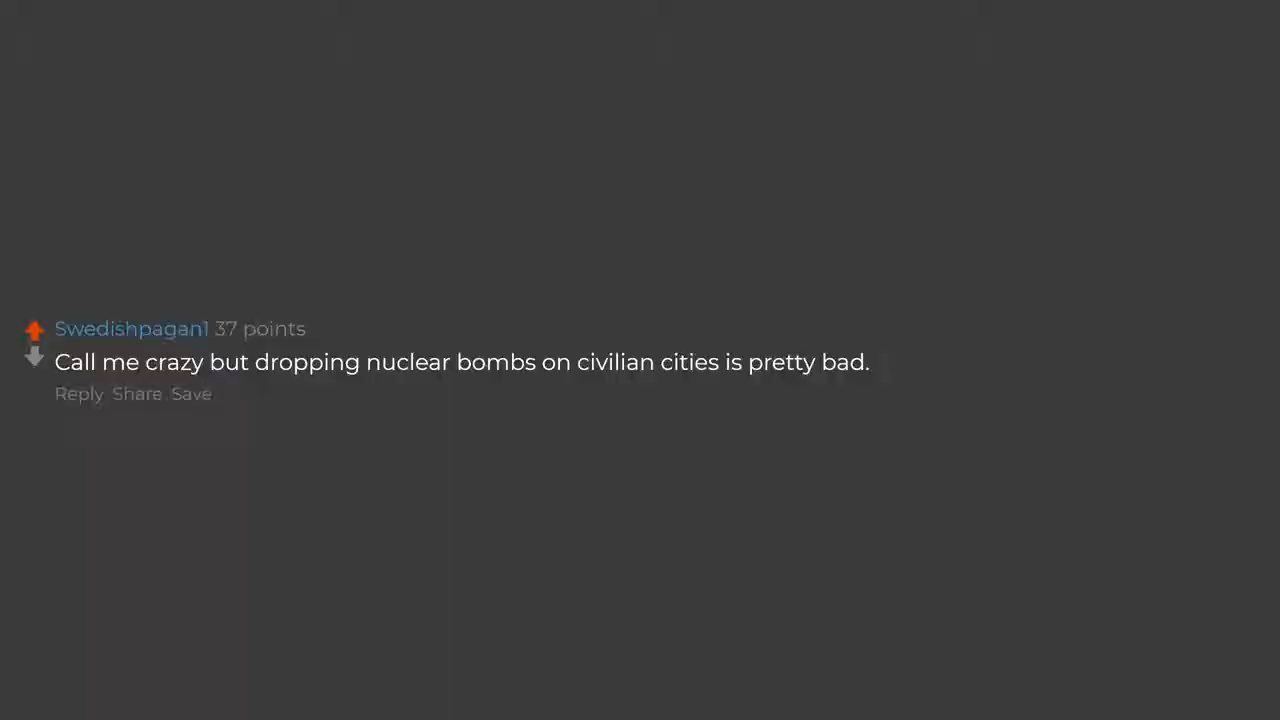 Swedishpagan1 37 points
Call me crazy but dropping nuclear bombs on civilian cities is pretty bad.
Reply Share Save